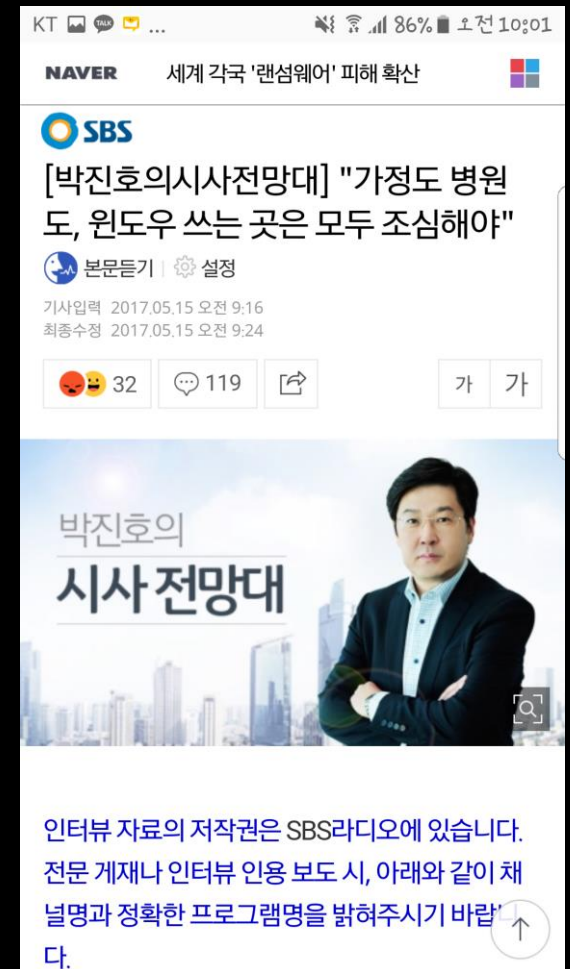 KT TALK ... 86% 오전 10:01
NAVER 세계 각국 '랜섬웨어' 피해 확산
SBS
[박진호의시사전망대] "가정도 병원
도, 윈도우 쓰는 곳은 모두 조심해야"
본문듣기 설정
기사입력 2017.05.15 오전 9:16
최종수정 2017.05.15 오전 9:24
32 119 가 가
박진호의
시사 전망대
인터뷰 자료의 저작권은 SBS라디오에 있습니다.
전문 게재나 인터뷰 인용 보도 시, 아래와 같이 채
널명과 정확한 프로그램명을 밝혀주시기 바랍니
다.